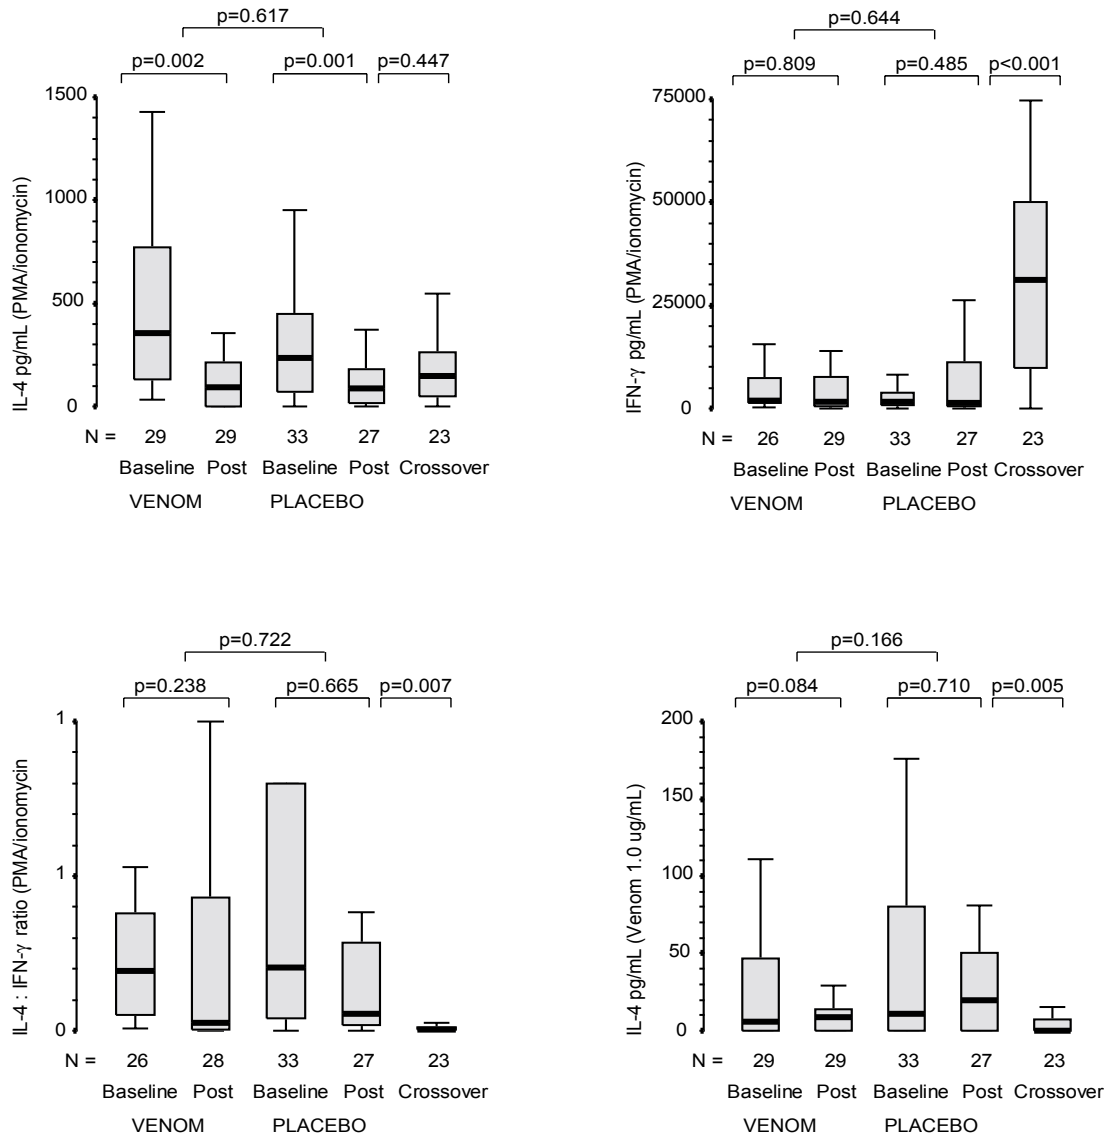 p=0.617
p=0.002 p=0.001 p=0.447
1500
1000
500
0
IL-4 pg/mL (PMA/ionomycin)
N = 29 29 33 27 23
Baseline Post Baseline Post Crossover
VENOM PLACEBO
p=0.644
p=0.809 p=0.485 p<0.001
75000
50000
25000
0
IFN-γ pg/mL (PMA/ionomycin)
N = 26 29 33 27 23
Baseline Post Baseline Post Crossover
VENOM PLACEBO
p=0.722
p=0.238 p=0.665 p=0.007
1
1
0
IL-4 : IFN-γ ratio (PMA/ionomycin
N = 26 28 33 27 23
Baseline Post Baseline Post Crossover
VENOM PLACEBO
p=0.166
p=0.084 p=0.710 p=0.005
200
150
100
50
0
IL-4 pg/mL (Venom 1.0 ug/mL)
N = 29 29 33 27 23
Baseline Post Baseline Post Crossover
VENOM PLACEBO